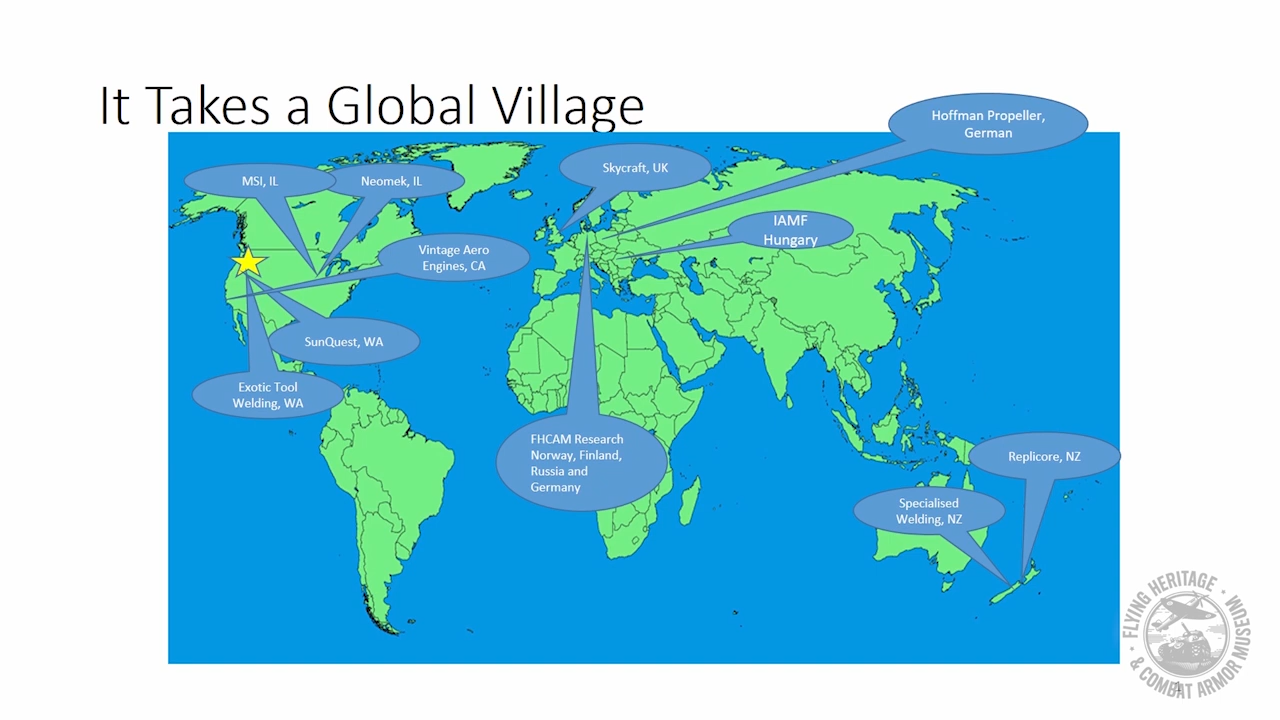 It Takes a Global Village
Hoffman Propeller,
German
Skycraft, UK
MSI, IL
Neomek, IL
IAMF
Hungary
Vintage Aero
Engines, CA
SunQuest, WA
Exotic Tool
Welding, WA
FHCAM Research
Norway, Finland,
Russia and
Germany
Replicore, NZ
Specialised
Welding, NZ
FLYING HERITAGE
& COMBAT ARMOR MUSEUM